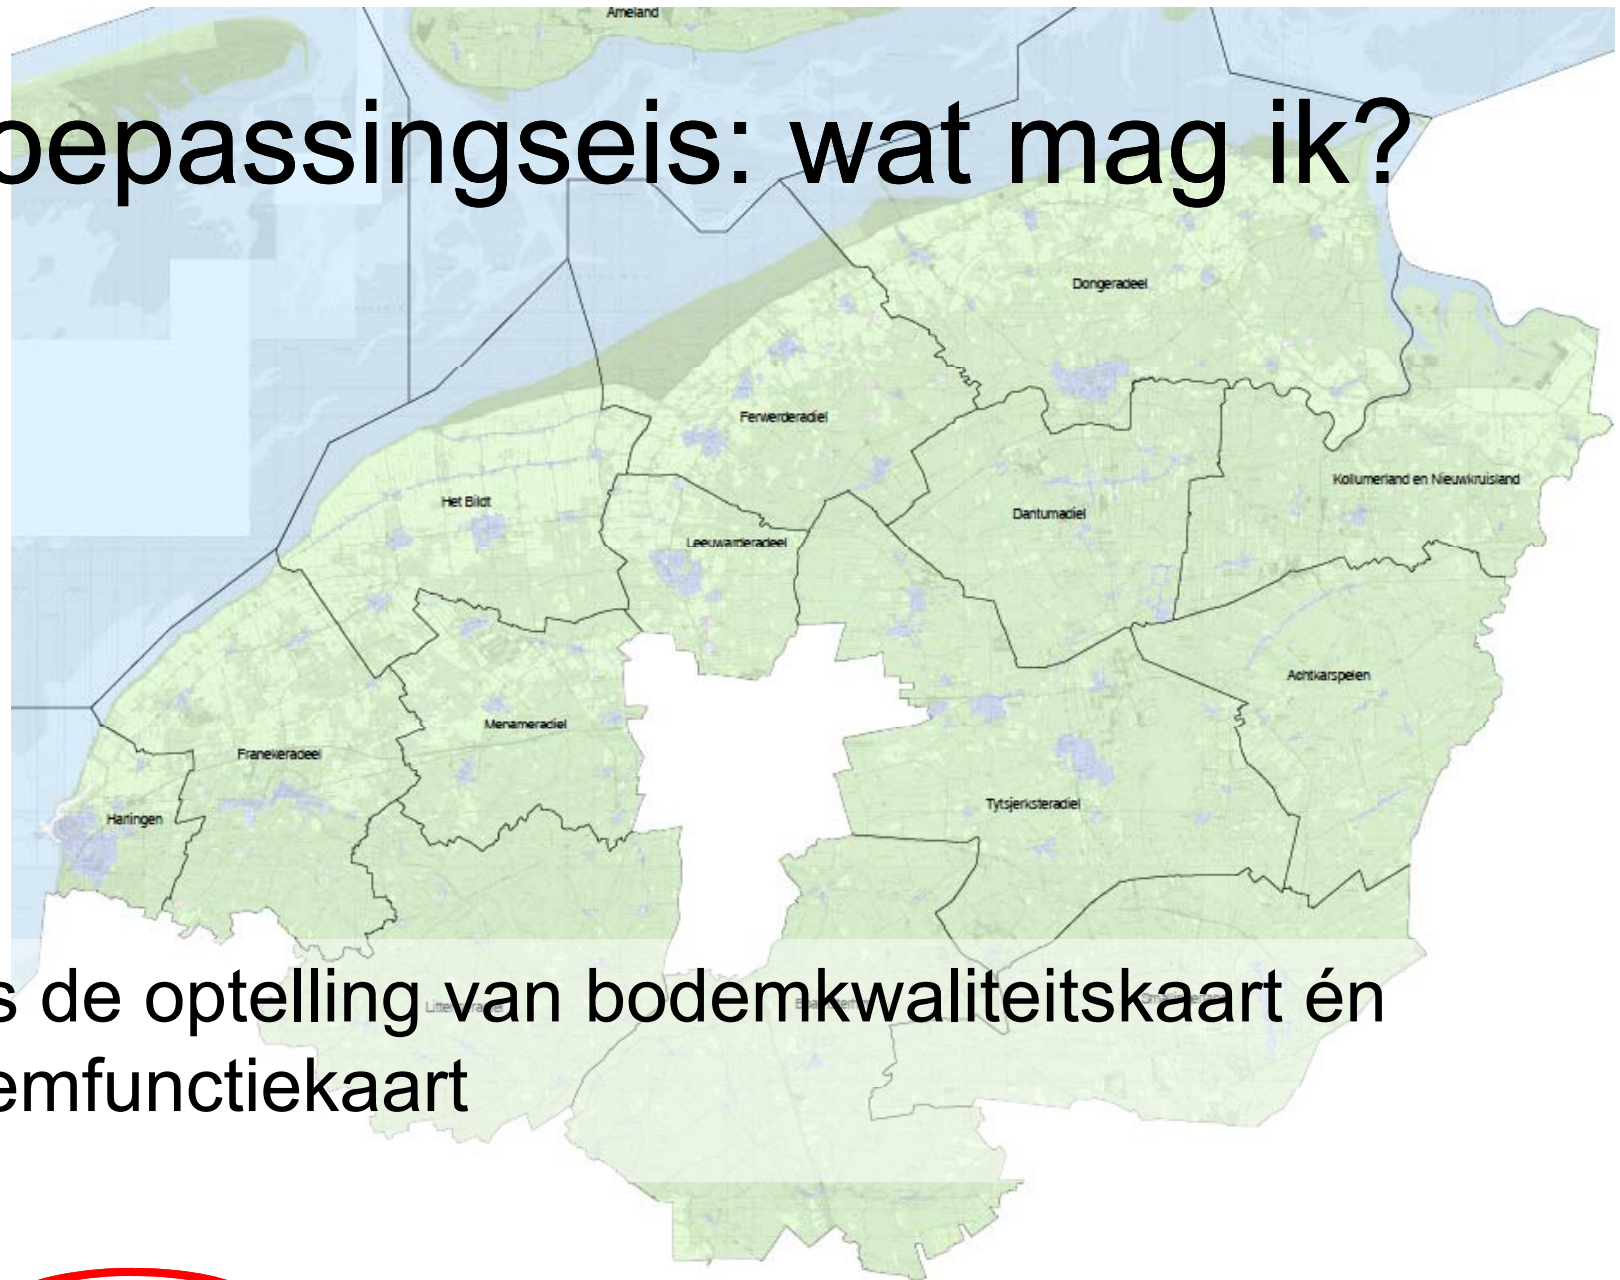 Ameland
oepassingseis: wat mag ik?
Dongeradeel
Ferwerderadiel
Kollumerland en Nieuwkruisland
Het Bildt
Dantumadiel
Leeuwarderadeel
Achtkarspelen
Menameradiel
Franekeradeel
Tytsjerksteradiel
Harlingen
s de optelling van bodemkwaliteitskaart én
emfunctiekaart